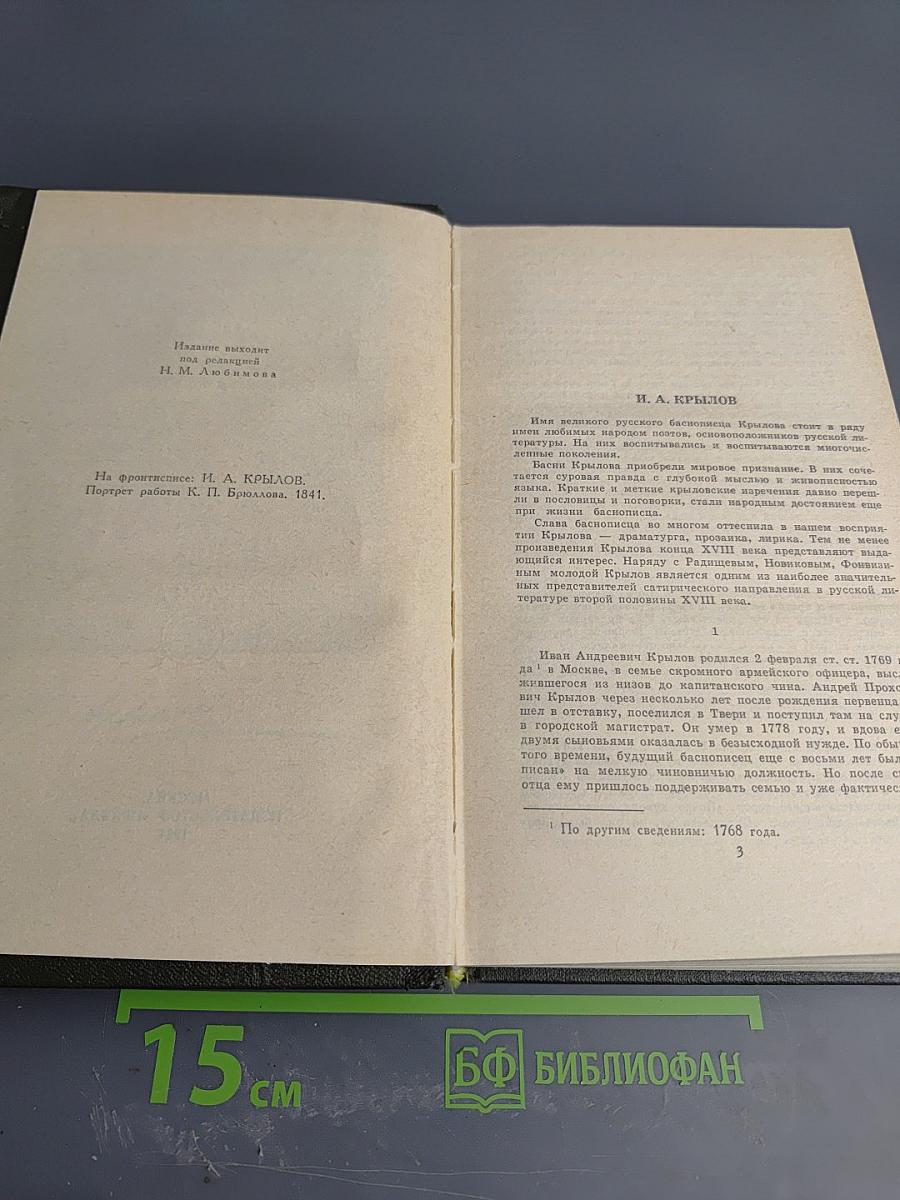 Издание выходит
под редакцией
Н. М. Любимова
На фронтисписе: И. А. КРЫЛОВ.
Портрет работы К. П. Брюллова. 1841.
И. А. КРЫЛОВ
Имя великого русского баснописца Крылова стоит в ряду
имен любимых народом поэтов, основоположников русской ли-
тературы. На них воспитывались и воспитываются многочис-
ленные поколения.
Басни Крылова приобрели мировое признание. В них соче-
тается суровая правда с глубокой мыслью и живописностью
языка. Краткие и меткие крыловские изречения давно переш-
ли в пословицы и поговорки, стали народным достоянием еще
при жизни баснописца.
Слава баснописца во многом оттеснила в нашем восприя-
тии Крылова — драматурга, прозаика, лирика. Тем не менее
произведения Крылова конца XVIII века представляют выда-
ющийся интерес. Наряду с Радищевым, Новиковым, Фонвизи-
ным молодой Крылов является одним из наиболее значитель-
ных представителей сатирического направления в русской ли-
тературе второй половины XVIII века.
1
Иван Андреевич Крылов родился 2 февраля ст. ст. 1769
да ¹ в Москве, в семье скромного армейского офицера, высл
жившегося из низов до капитанского чина. Андрей Прохо
вич Крылов через несколько лет после рождения первенца
шел в отставку, поселился в Твери и поступил там на слу
в городской магистрат. Он умер в 1778 году, и вдова
двумя сыновьями оказалась в безысходной нужде. По обы
того времени, будущий баснописец еще с восьми лет был
писан» на мелкую чиновничью должность. Но после
отца ему пришлось поддерживать семью и уже фактичес
¹ По другим сведениям: 1768 года.
3
15 см
БФ БИБЛИОФАН